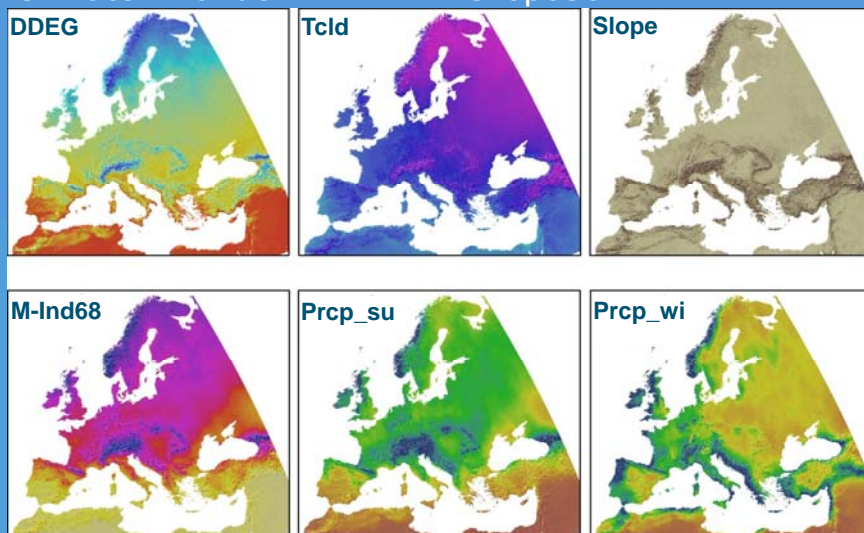 DDEG
Tcld
Slope
M-Ind68
Prcp_su
Prcp_wi